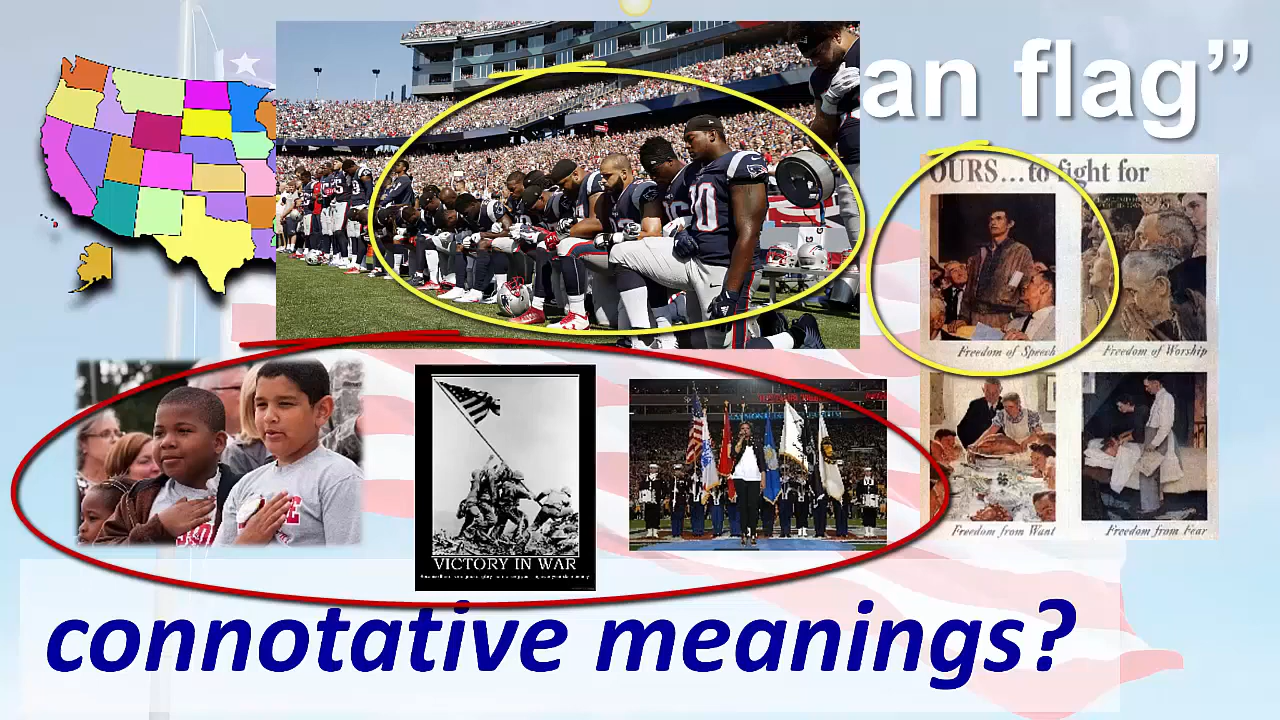 an flag”
OURS...to fight for
Freedom of Speech
Freedom of Worship
10
VICTORY IN WAR
Freedom from Want
Freedom from Fear
connotative meanings?